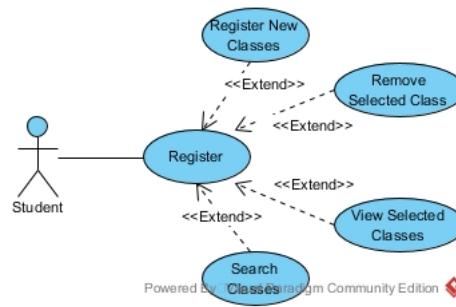 Register New
Classes
<<Extend>>
Remove
Selected Class
<<Extend>>
Register
Student
<<Extend>>
<<Extend>>
View Selected
Classes
Search
Classes
Powered By Visual Paradigm Community Edition